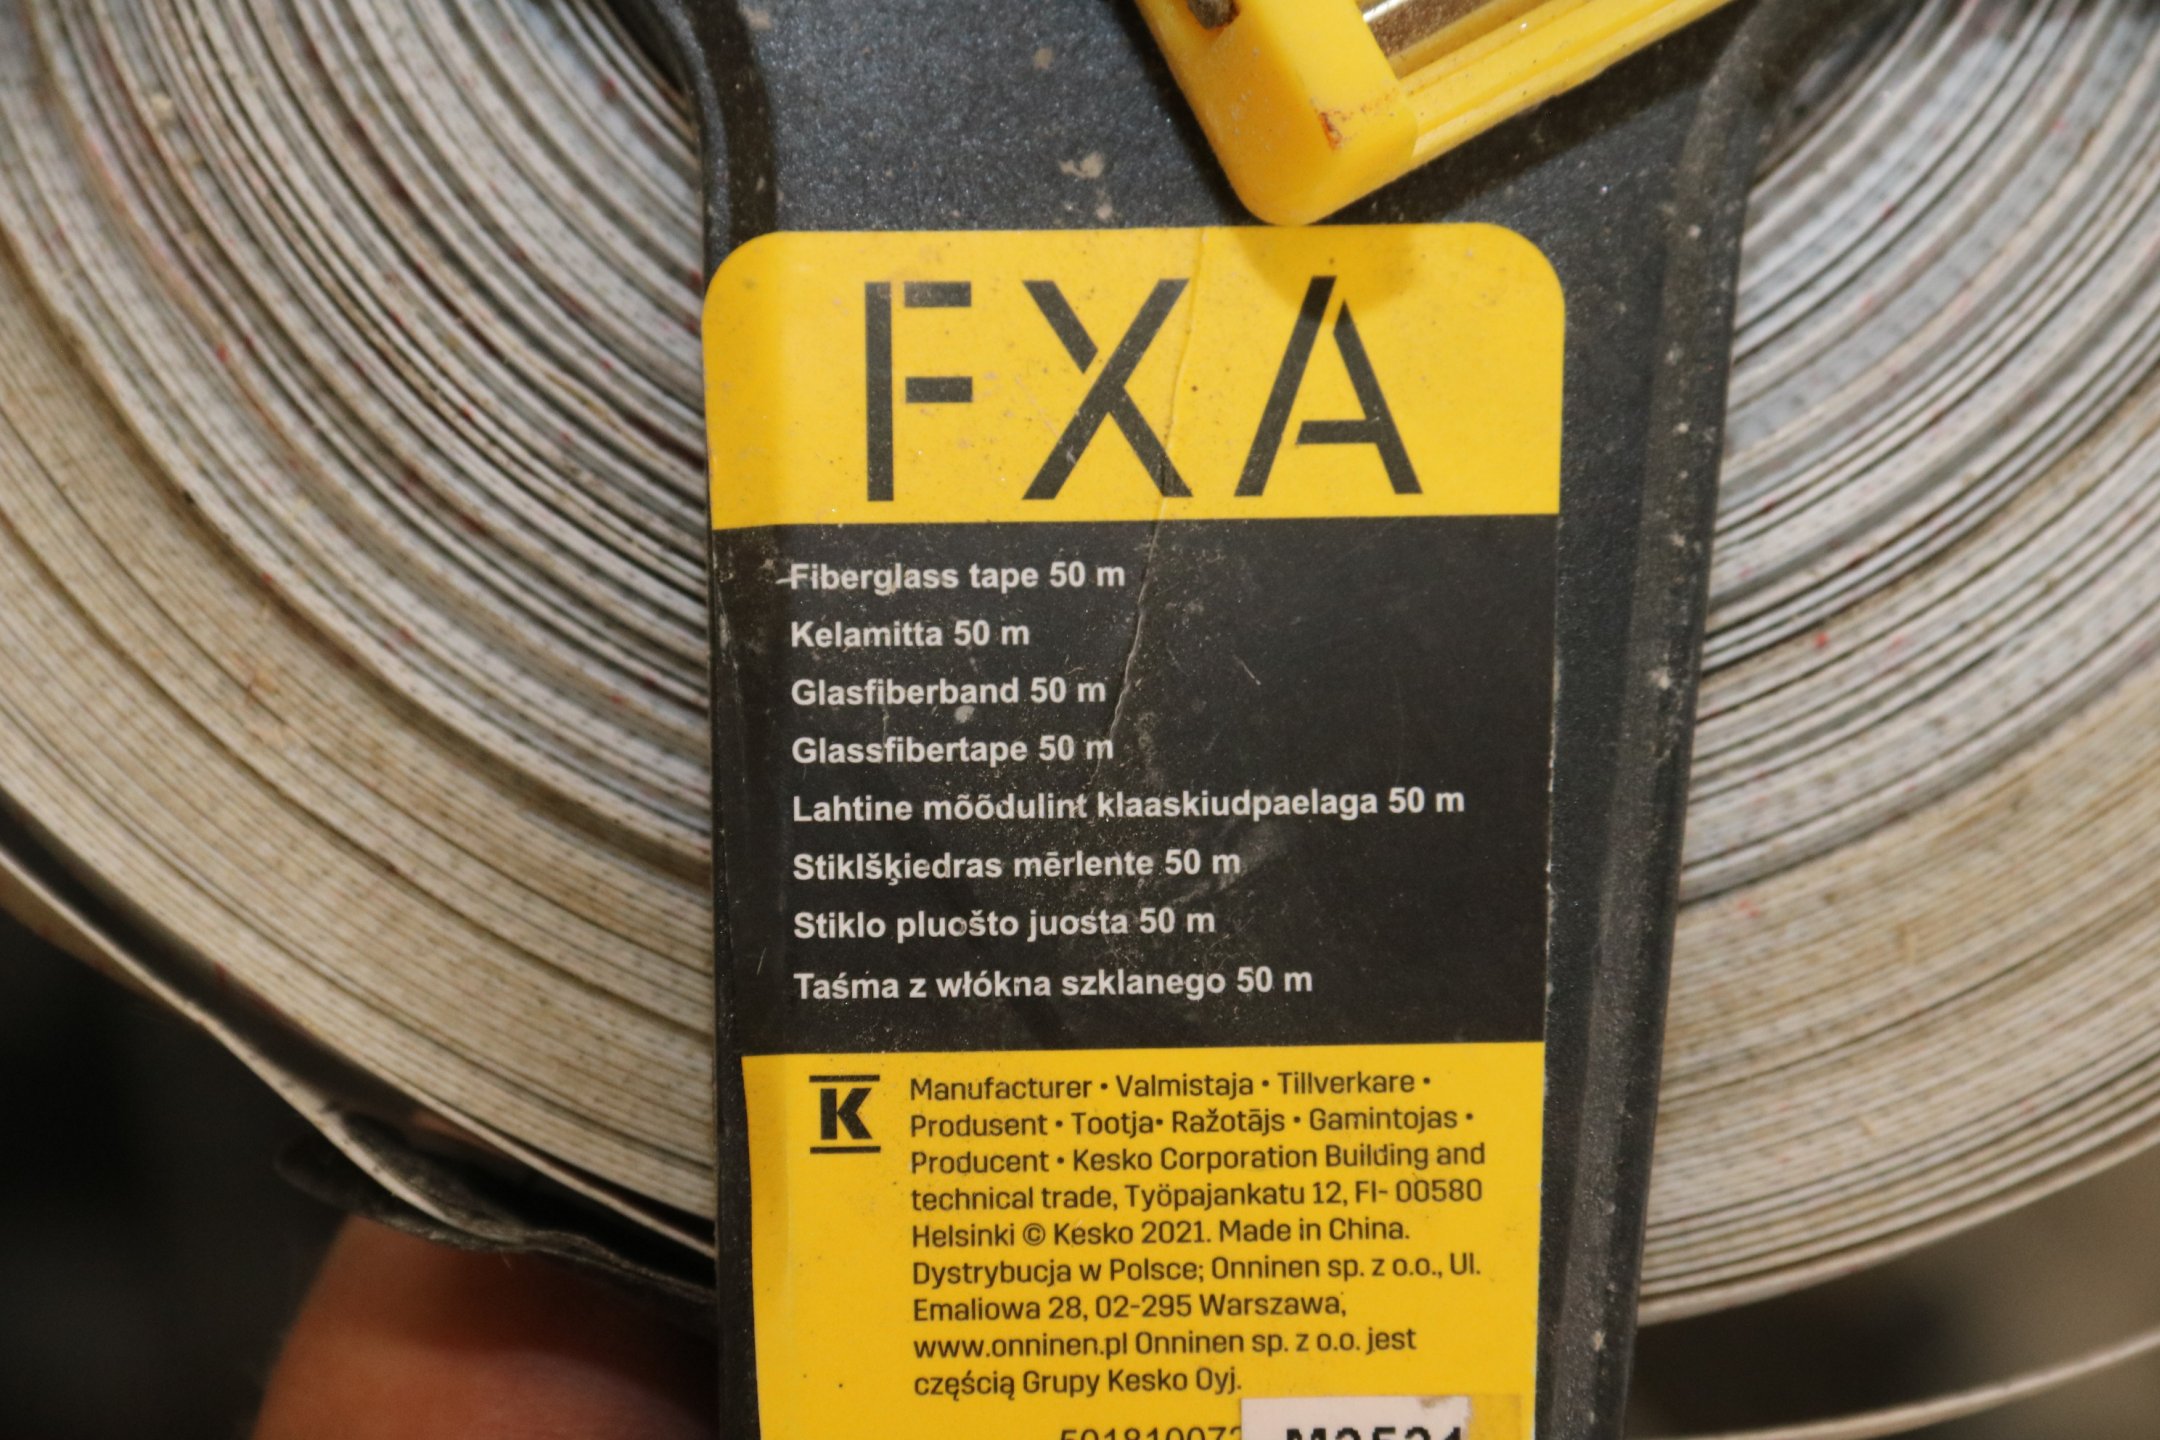 FXA
Fiberglass tape 50 m
Kelamitta 50 m
Glasfiberband 50 m
Glassfibertape 50 m
Lahtine mõõdulint klaaskiudpaelaga 50 m
Stiklšķiedras mērlente 50 m
Stiklo pluošto juosta 50 m
Taśma z włókna szklanego 50 m
K
Manufacturer • Valmistaja • Tillverkare •
Produsent • Tootja• Ražotājs • Gamintojas •
Producent • Kesko Corporation Building and
technical trade, Työpajankatu 12, FI- 00580
Helsinki © Kesko 2021. Made in China.
Dystrybucja w Polsce; Onninen sp. z o.o., Ul.
Emaliowa 28, 02-295 Warszawa,
www.onninen.pl Onninen sp. z o.o. jest
częścią Grupy Kesko Oyj.